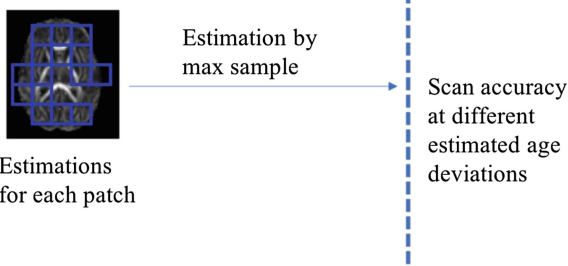 Estimation by
max sample
Scan accuracy
at different
estimated age
deviations
Estimations
for each patch